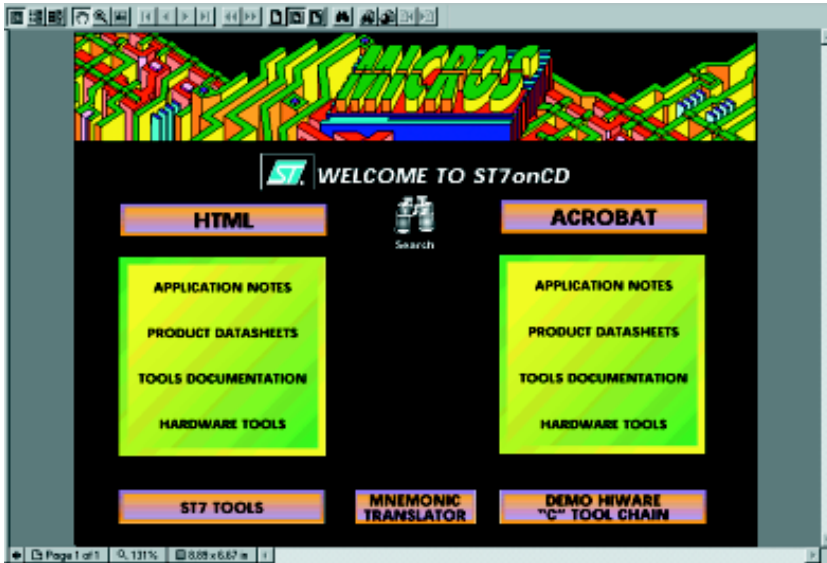 MICROS
ST. WELCOME TO ST7onCD
HTML
Search
ACROBAT
APPLICATION NOTES
PRODUCT DATASHEETS
TOOLS DOCUMENTATION
HARDWARE TOOLS
APPLICATION NOTES
PRODUCT DATASHEETS
TOOLS DOCUMENTATION
HARDWARE TOOLS
ST7 TOOLS
MNEMONIC
TRANSLATOR
DEMO HIWARE
"C" TOOL CHAIN
Page 1 of 1
131%
8.89 x 6.67 in